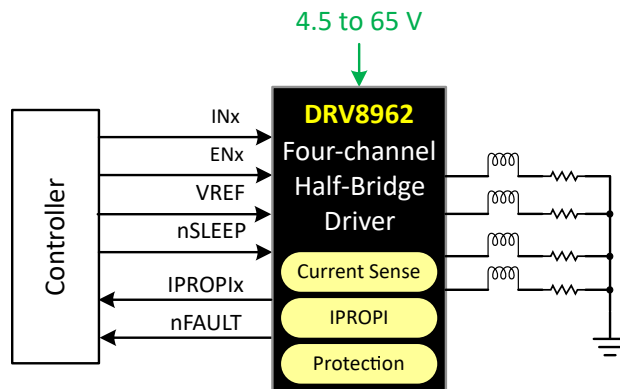 4.5 to 65 V
Controller
INx
ENx
VREF
nSLEEP
IPROPIx
nFAULT
DRV8962
Four-channel
Half-Bridge
Driver
Current Sense
IPROPI
Protection